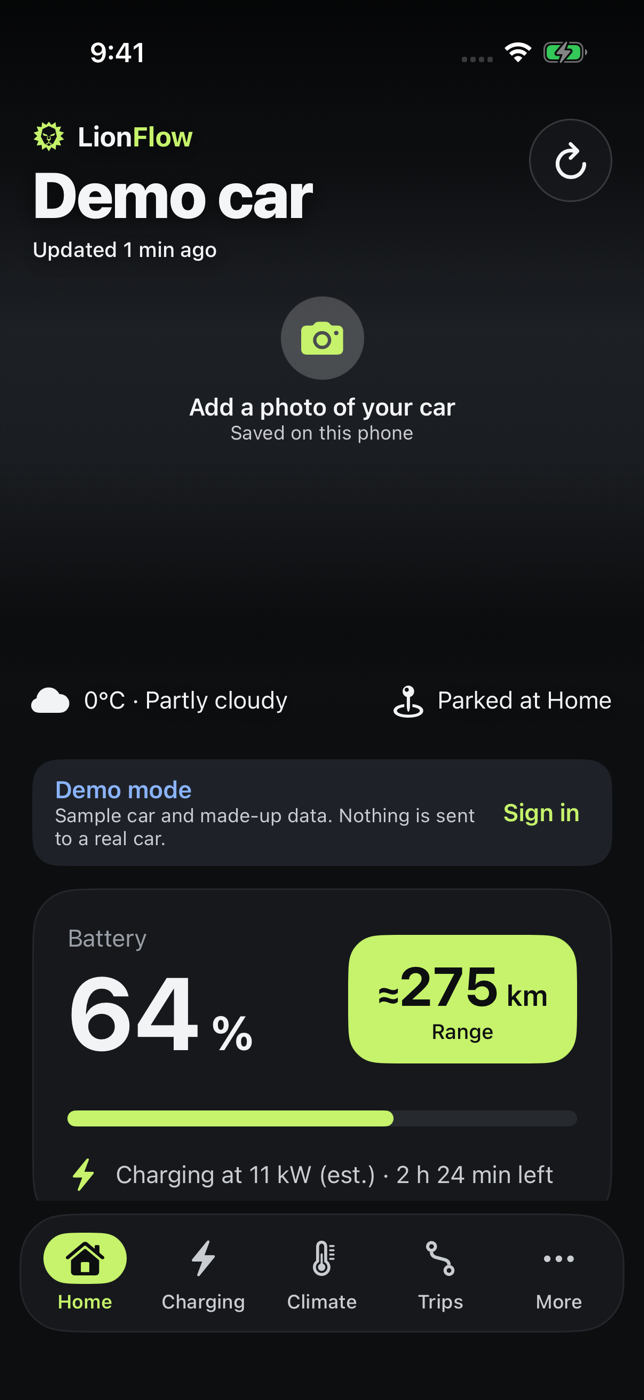 9:41
LionFlow
Demo car
Updated 1 min ago
Add a photo of your car
Saved on this phone
0°C · Partly cloudy
Parked at Home
Demo mode
Sample car and made-up data. Nothing is sent
to a real car.
Sign in
Battery
64 %
≈275 km
Range
Charging at 11 kW (est.) · 2 h 24 min left
Home
Charging
Climate
Trips
More